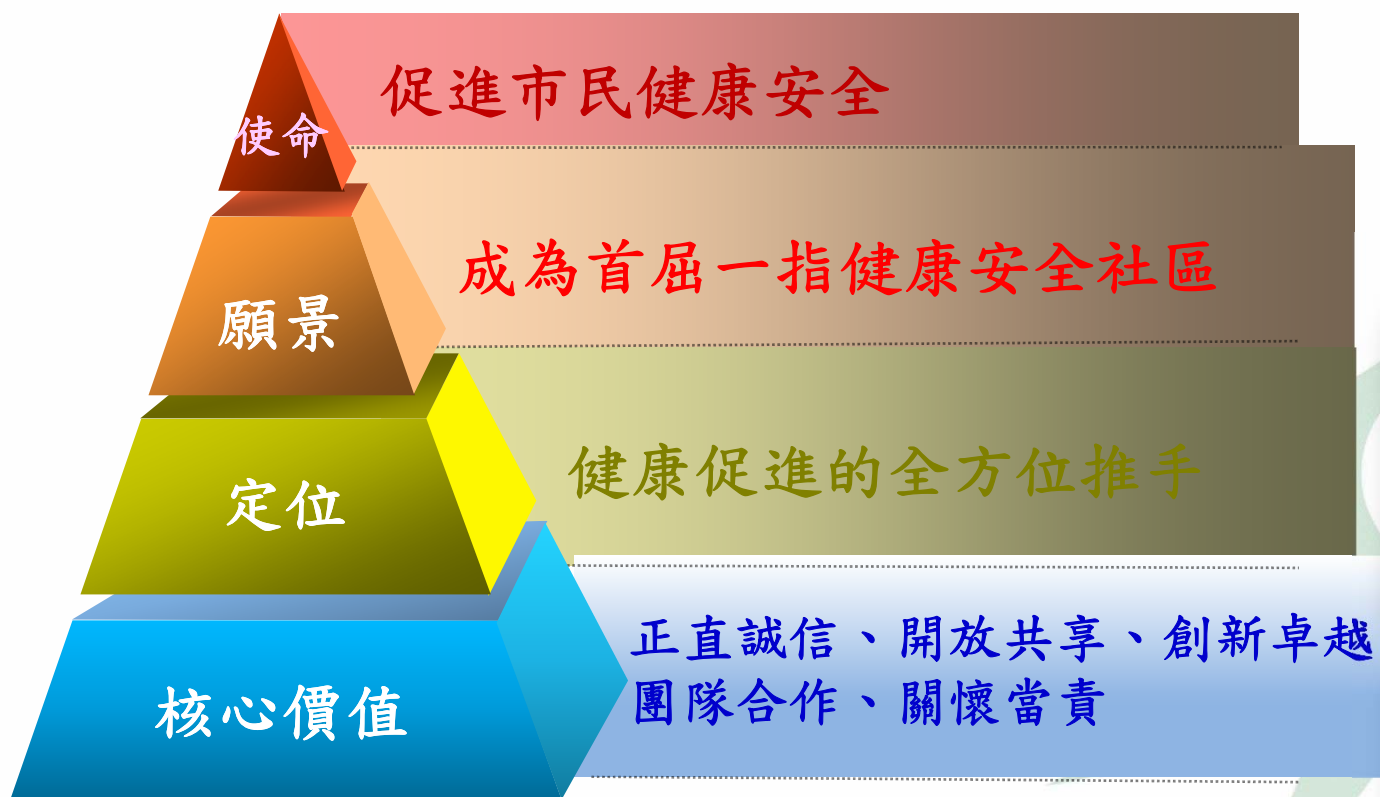 使命
促進市民健康安全
願景
成為首屈一指健康安全社區
定位
健康促進的全方位推手
核心價值
正直誠信、開放共享、創新卓越
團隊合作、關懷當責